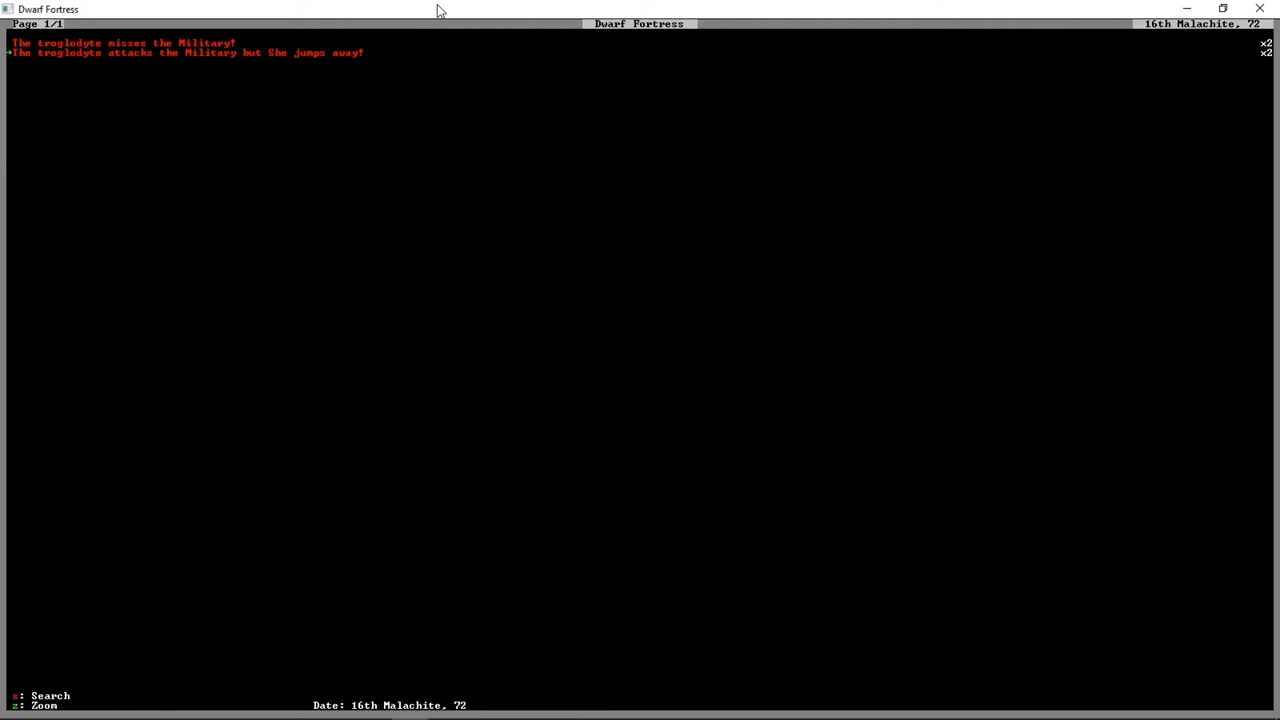 Dwarf Fortress
Page 1/1 Dwarf Fortress 16th Malachite, 72
The troglodyte misses the Military! x2
→The troglodyte attacks the Military but She jumps away! x2
s: Search
z: Zoom Date: 16th Malachite, 72